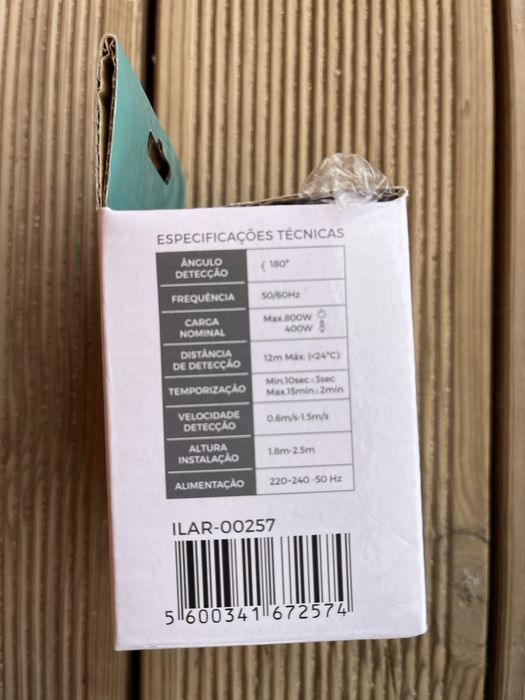 ESPECIFICAÇÕES TÉCNICAS
ÂNGULO
DETECÇÃO
180°
FREQUÊNCIA
50/60Hz
CARGA
NOMINAL
Max.800W
400W
DISTÂNCIA
DE DETECÇÃO
12m Máx. (<24°C)
TEMPORIZAÇÃO
Min.10sec ± 3sec
Max.15min ± 2min
VELOCIDADE
DETECÇÃO
0.6m/s-1.5m/s
ALTURA
INSTALAÇÃO
1.8m-2.5m
ALIMENTAÇÃO
220-240 -50 Hz
ILAR-00257
5 600341 672574